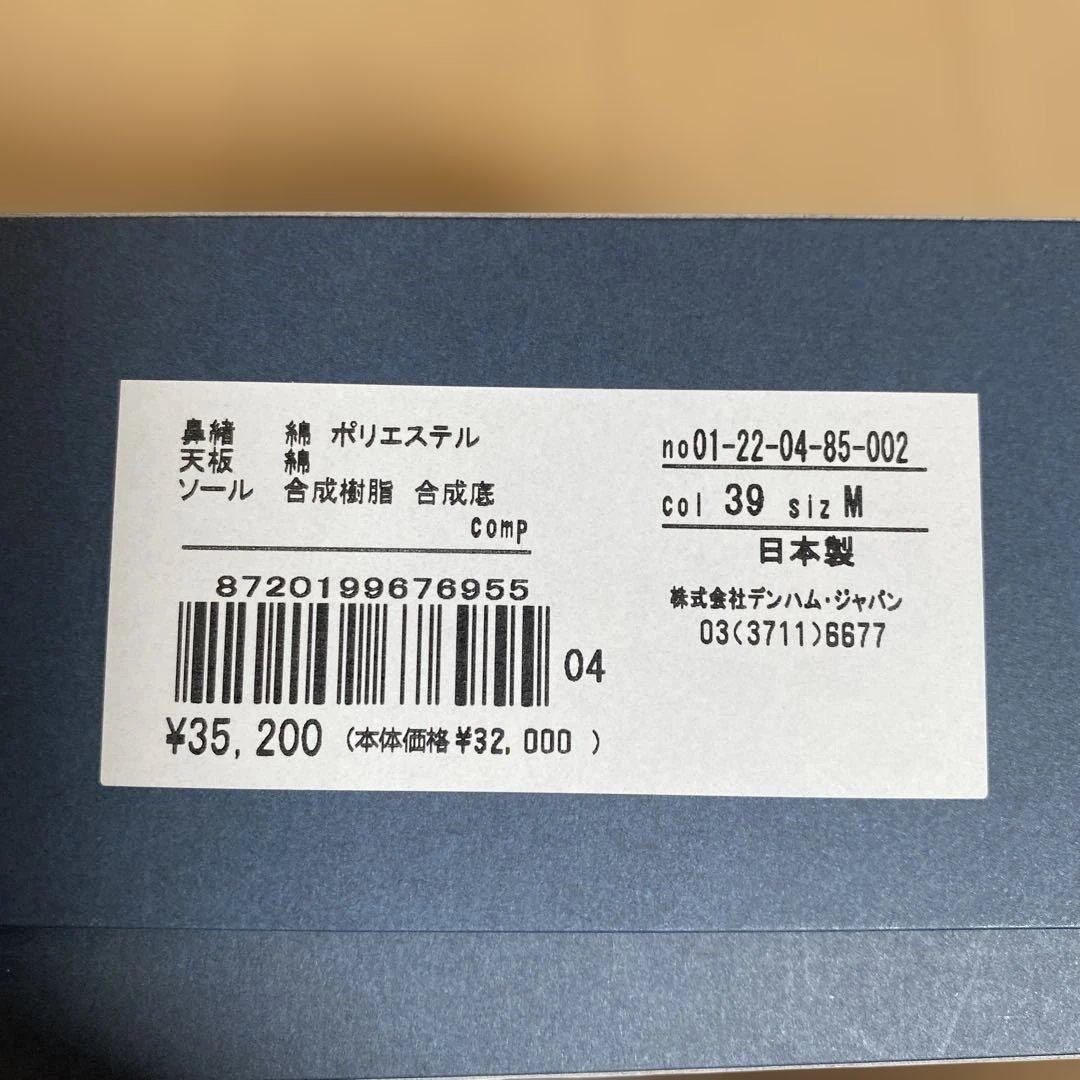 鼻緒 綿 ポリエステル
天板 綿
ソール 合成樹脂 合成底
comp
8720199676955
04
¥35,200 (本体価格¥32,000 )
no01-22-04-85-002
col 39 siz M
日本製
株式会社デンハム・ジャパン
03(3711)6677